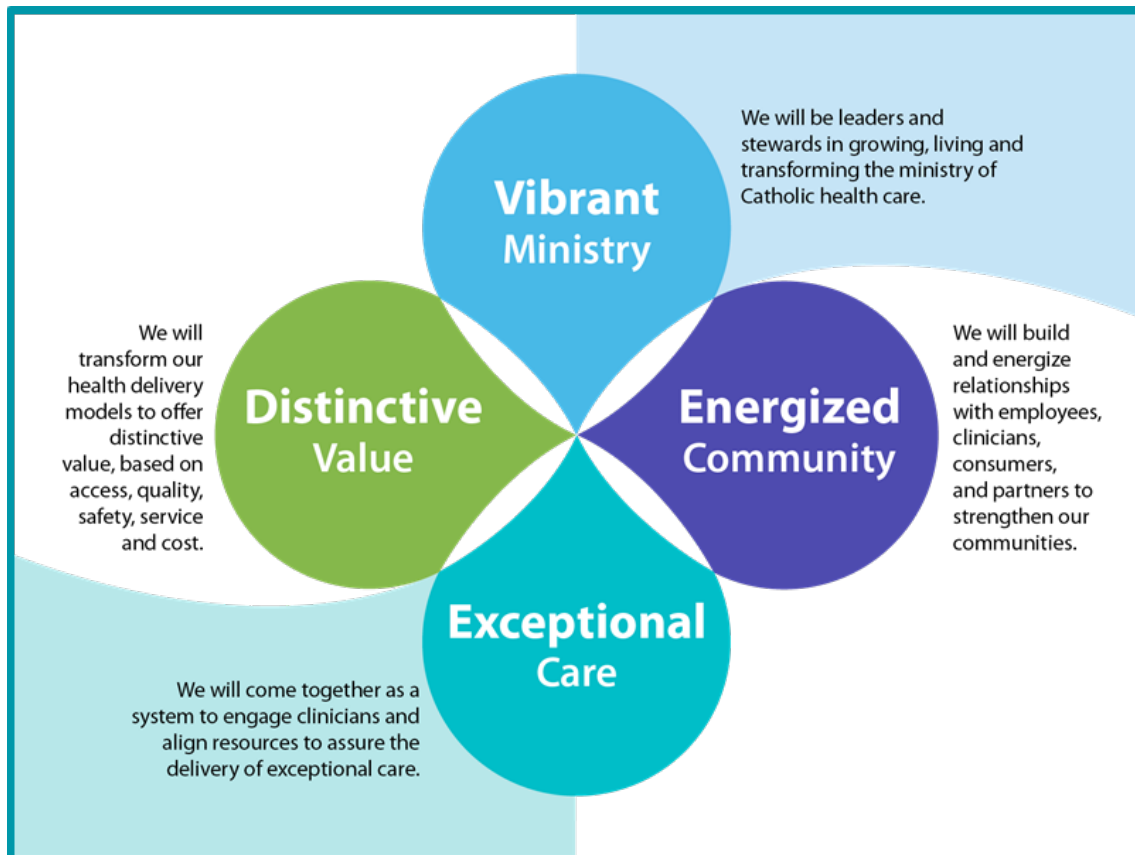 Vibrant
Ministry
We will be leaders and
stewards in growing, living and
transforming the ministry of
Catholic health care.
Distinctive
Value
We will
transform our
health delivery
models to offer
distinctive
value, based on
access, quality,
safety, service
and cost.
Energized
Community
We will build
and energize
relationships
with employees,
clinicians,
consumers,
and partners to
strengthen our
communities.
Exceptional
Care
We will come together as a
system to engage clinicians and
align resources to assure the
delivery of exceptional care.